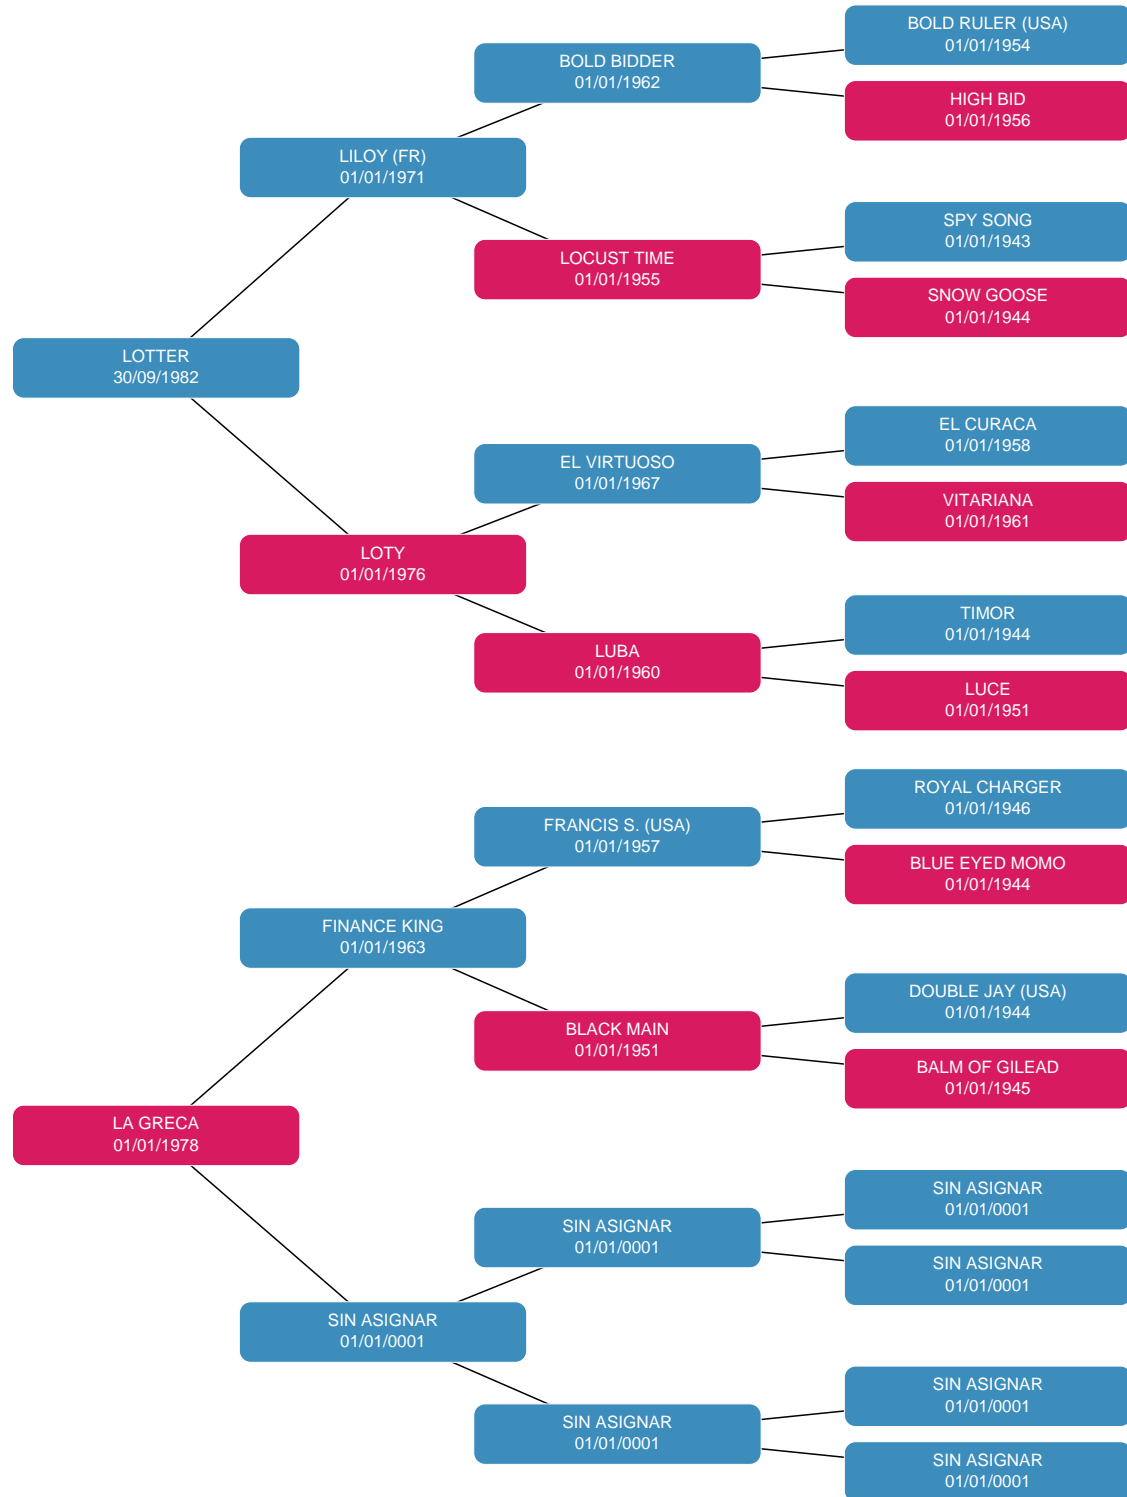 BOLD RULER (USA)
01/01/1954
BOLD BIDDER
01/01/1962
HIGH BID
01/01/1956
LILOY (FR)
01/01/1971
SPY SONG
01/01/1943
LOCUST TIME
01/01/1955
SNOW GOOSE
01/01/1944
LOTTER
30/09/1982
EL CURACA
01/01/1958
EL VIRTUOSO
01/01/1967
VITARIANA
01/01/1961
LOTY
01/01/1976
TIMOR
01/01/1944
LUBA
01/01/1960
LUCE
01/01/1951
ROYAL CHARGER
01/01/1946
FRANCIS S. (USA)
01/01/1957
BLUE EYED MOMO
01/01/1944
FINANCE KING
01/01/1963
DOUBLE JAY (USA)
01/01/1944
BLACK MAIN
01/01/1951
BALM OF GILEAD
01/01/1945
LA GRECA
01/01/1978
SIN ASIGNAR
01/01/0001
SIN ASIGNAR
01/01/0001
SIN ASIGNAR
01/01/0001
SIN ASIGNAR
01/01/0001
SIN ASIGNAR
01/01/0001
SIN ASIGNAR
01/01/0001
SIN ASIGNAR
01/01/0001